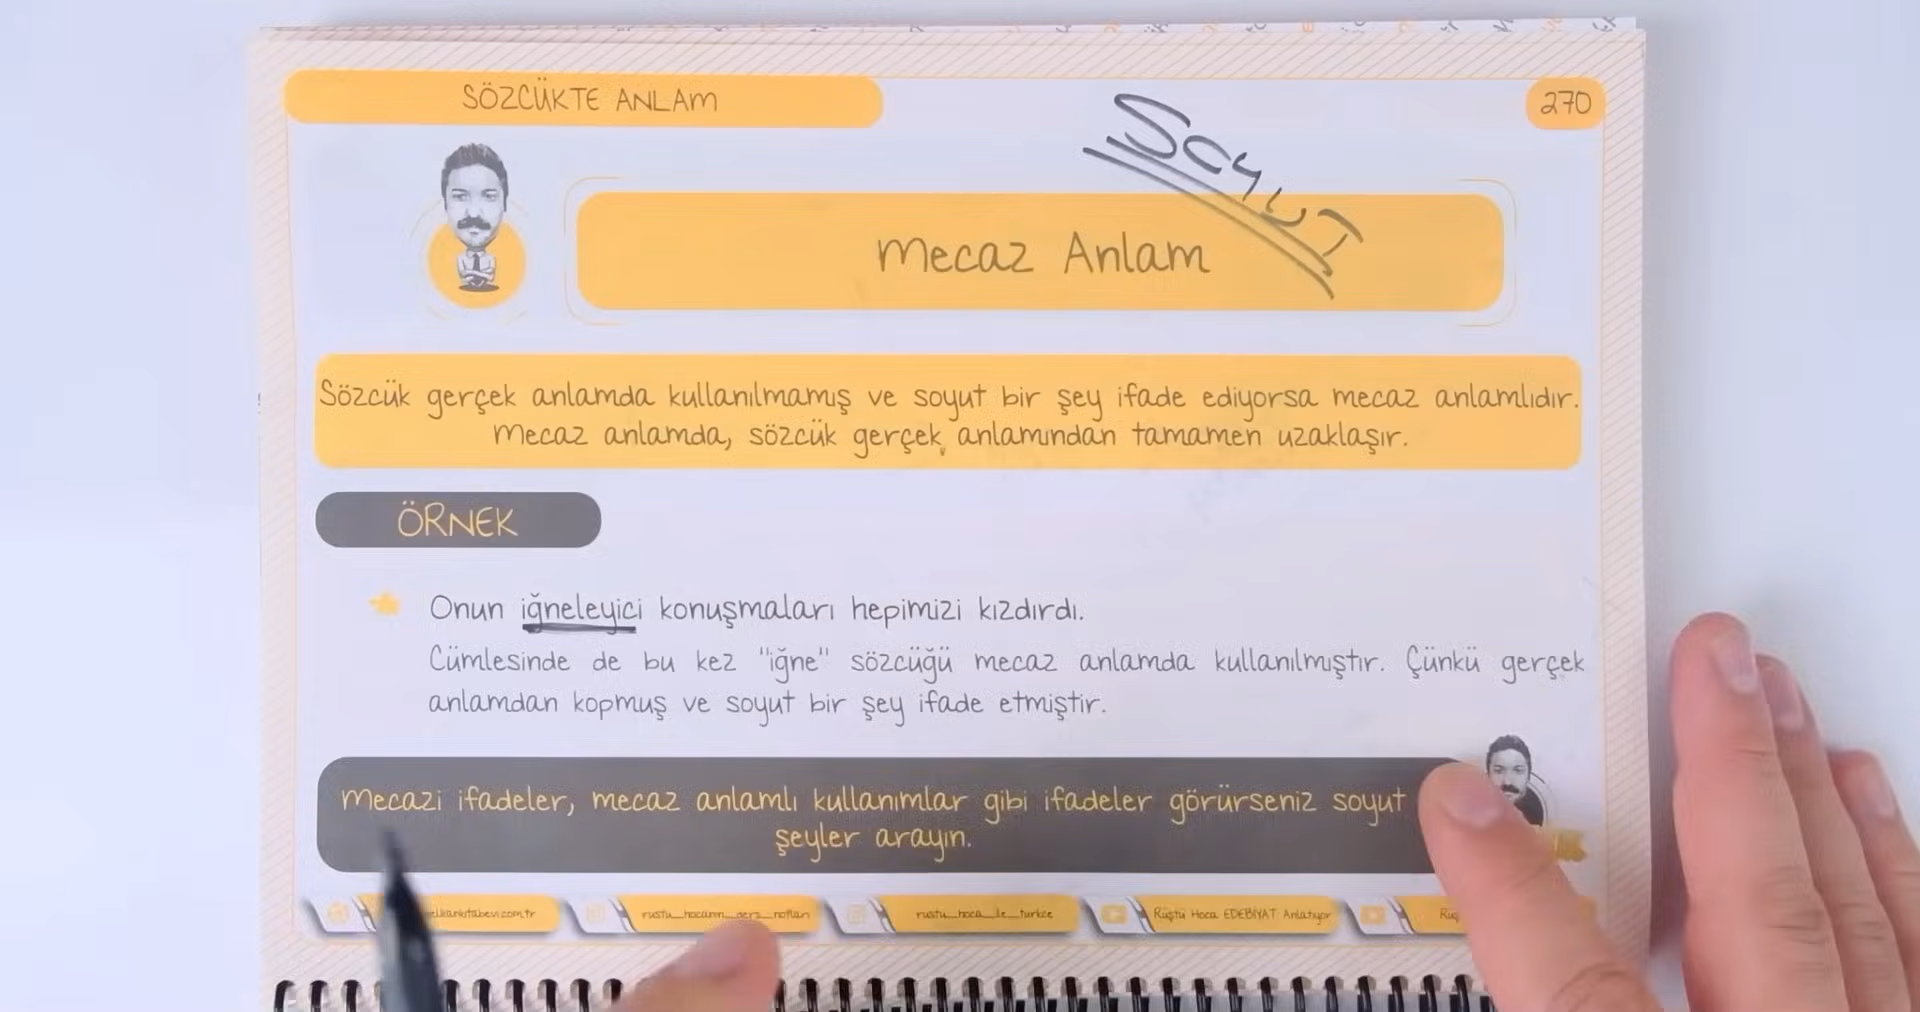 SÖZCÜKTE ANLAM
270
SOYUT
Mecaz Anlam
Sözcük gerçek anlamda kullanılmamış ve soyut bir şey ifade ediyorsa mecaz anlamlıdır.
Mecaz anlamda, sözcük gerçek anlamından tamamen uzaklaşır.
ÖRNEK
Onun iğneleyici konuşmaları hepimizi kızdırdı.
Cümlesinde de bu kez "iğne" sözcüğü mecaz anlamda kullanılmıştır. Çünkü gerçek
anlamdan kopmuş ve soyut bir şey ifade etmiştir.
Mecazi ifadeler, mecaz anlamlı kullanımlar gibi ifadeler görürseniz soyut
şeyler arayın.
rustu_hocanin_ders_notlari
rustu_hoca_ile_turkce
Rüştü Hoca EDEBİYAT Anlatıyor